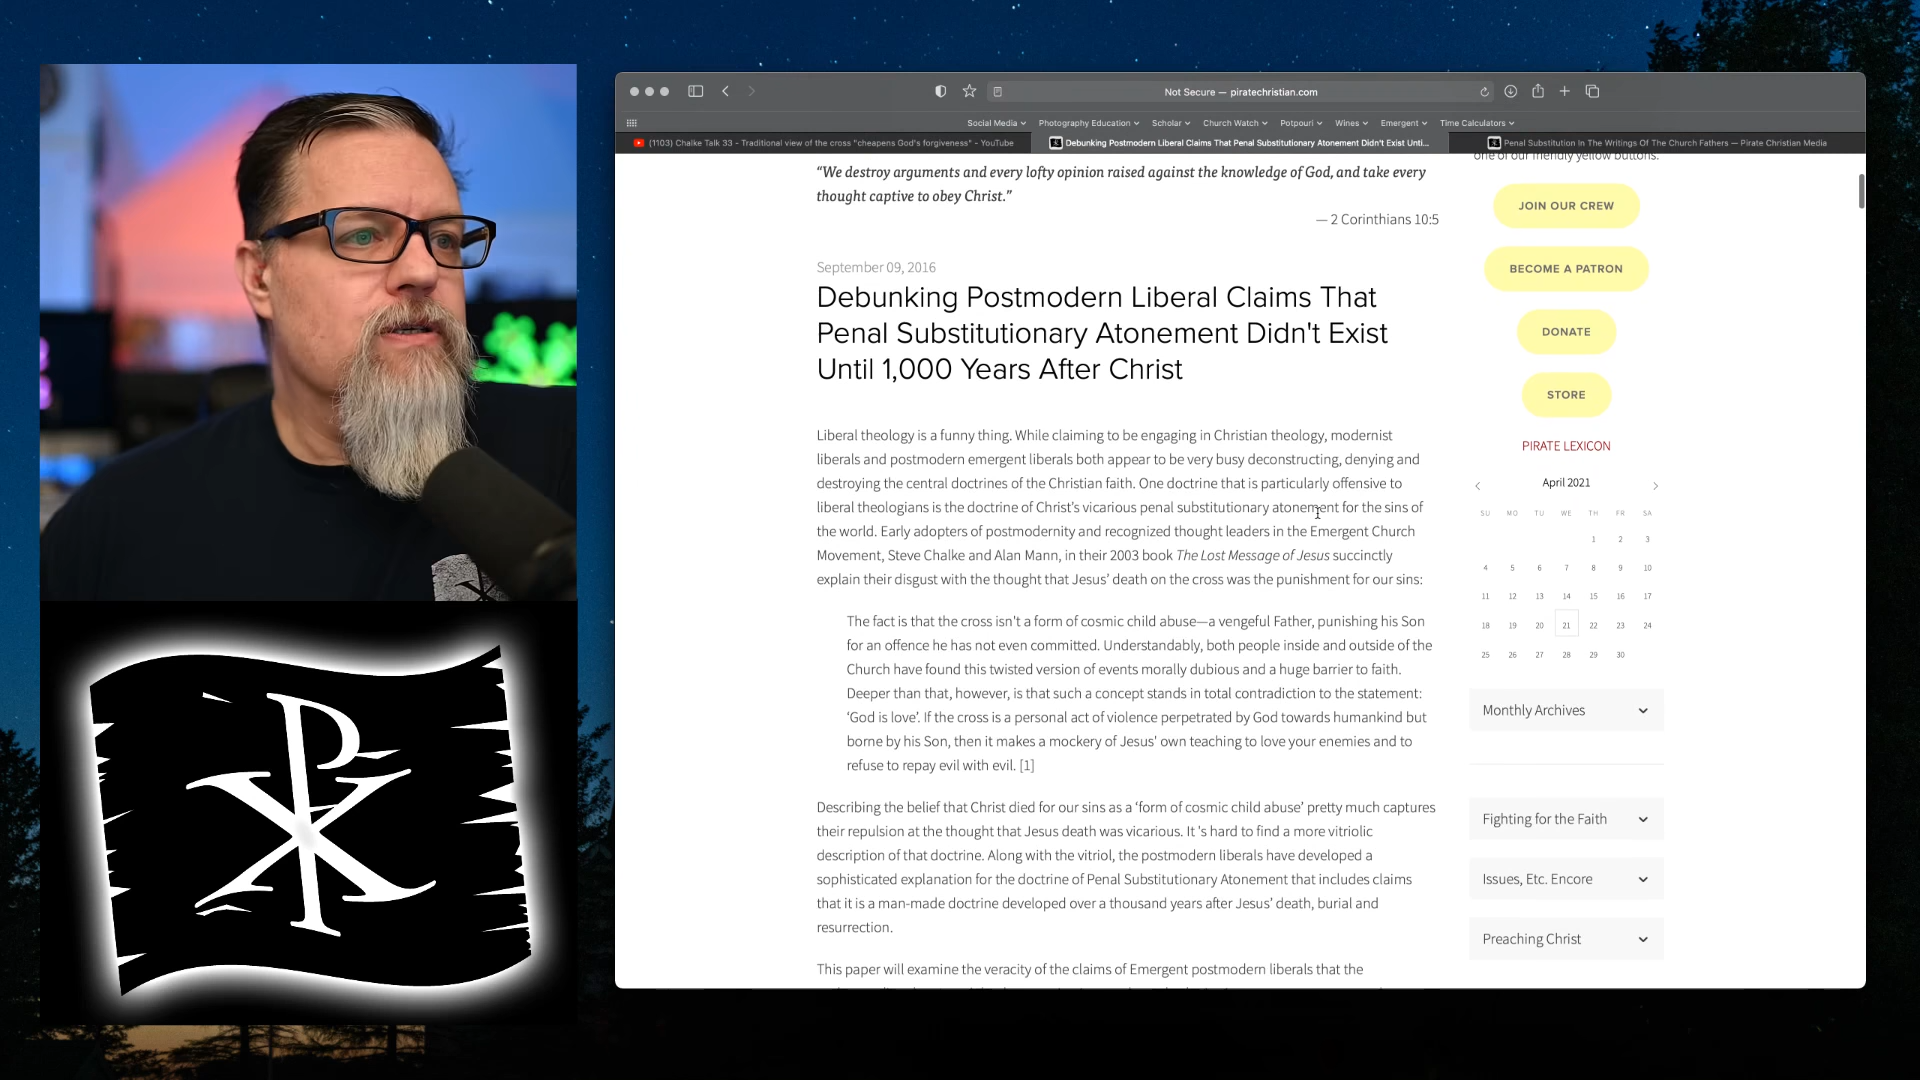 Not Secure — piratechristian.com
Social Media
Photography Education
Scholar
Church Watch
Potpouri
Wines
Emergent
Time Calculators
(1103) Chalke Talk 33 - Traditional view of the cross "cheapens God's forgiveness" - YouTube
Debunking Postmodern Liberal Claims That Penal Substitutionary Atonement Didn't Exist Unti...
Penal Substitution In The Writings Of The Church Fathers — Pirate Christian Media
“We destroy arguments and every lofty opinion raised against the knowledge of God, and take every
thought captive to obey Christ.”
— 2 Corinthians 10:5
September 09, 2016
Debunking Postmodern Liberal Claims That
Penal Substitutionary Atonement Didn't Exist
Until 1,000 Years After Christ
Liberal theology is a funny thing. While claiming to be engaging in Christian theology, modernist
liberals and postmodern emergent liberals both appear to be very busy deconstructing, denying and
destroying the central doctrines of the Christian faith. One doctrine that is particularly offensive to
liberal theologians is the doctrine of Christ’s vicarious penal substitutionary atonement for the sins of
the world. Early adopters of postmodernity and recognized thought leaders in the Emergent Church
Movement, Steve Chalke and Alan Mann, in their 2003 book The Lost Message of Jesus succinctly
explain their disgust with the thought that Jesus’ death on the cross was the punishment for our sins:
The fact is that the cross isn't a form of cosmic child abuse—a vengeful Father, punishing his Son
for an offence he has not even committed. Understandably, both people inside and outside of the
Church have found this twisted version of events morally dubious and a huge barrier to faith.
Deeper than that, however, is that such a concept stands in total contradiction to the statement:
‘God is love’. If the cross is a personal act of violence perpetrated by God towards humankind but
borne by his Son, then it makes a mockery of Jesus' own teaching to love your enemies and to
refuse to repay evil with evil. [1]
Describing the belief that Christ died for our sins as a ‘form of cosmic child abuse’ pretty much captures
their repulsion at the thought that Jesus death was vicarious. It 's hard to find a more vitriolic
description of that doctrine. Along with the vitriol, the postmodern liberals have developed a
sophisticated explanation for the doctrine of Penal Substitutionary Atonement that includes claims
that it is a man-made doctrine developed over a thousand years after Jesus’ death, burial and
resurrection.
This paper will examine the veracity of the claims of Emergent postmodern liberals that the
one of our friendly yellow buttons.
JOIN OUR CREW
BECOME A PATRON
DONATE
STORE
PIRATE LEXICON
April 2021
SU MO TU WE TH FR SA
1 2 3
4 5 6 7 8 9 10
11 12 13 14 15 16 17
18 19 20 21 22 23 24
25 26 27 28 29 30
Monthly Archives
Fighting for the Faith
Issues, Etc. Encore
Preaching Christ